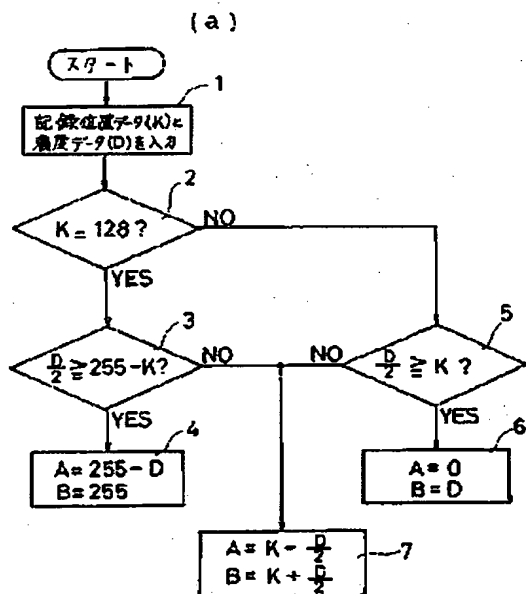 (a)
スタート
1
記録位置データ(K)と
濃度データ(D)を入力
2
K=128?
NO
YES
3
D/2≧255-K?
NO
YES
5
D/2≧K?
NO
YES
4
A=255-D
B=255
6
A=0
B=D
7
A=K-D/2
B=K+D/2